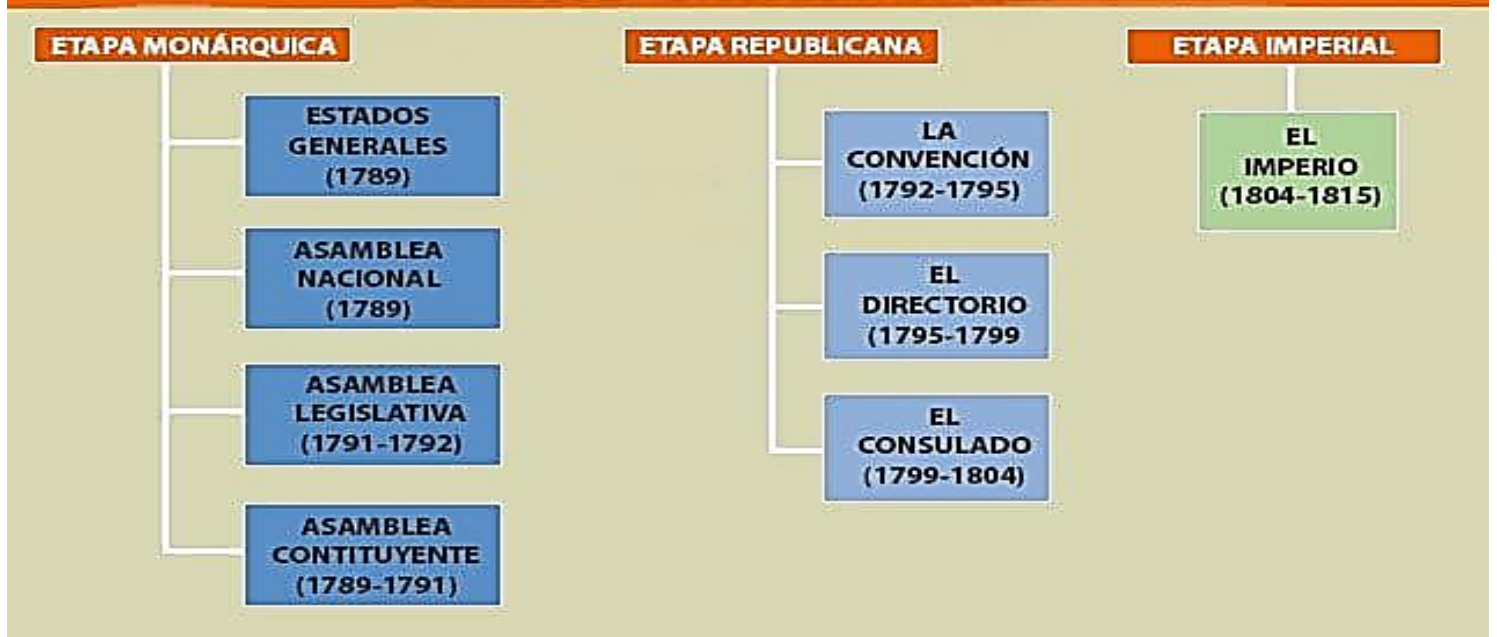 ETAPA MONÁRQUICA
ESTADOS
GENERALES
(1789)
ASAMBLEA
NACIONAL
(1789)
ASAMBLEA
LEGISLATIVA
(1791-1792)
ASAMBLEA
CONTITUYENTE
(1789-1791)
ETAPA REPUBLICANA
LA
CONVENCIÓN
(1792-1795)
EL
DIRECTORIO
(1795-1799
EL
CONSULADO
(1799-1804)
ETAPA IMPERIAL
EL
IMPERIO
(1804-1815)